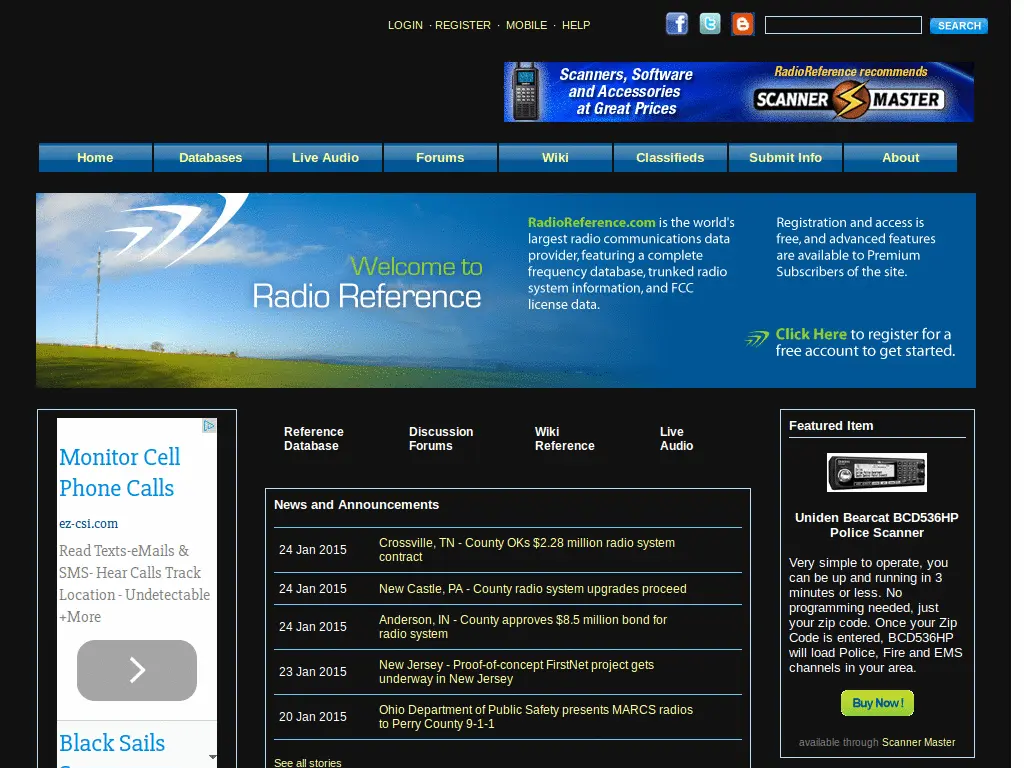 LOGIN · REGISTER · MOBILE · HELP
SEARCH
Scanners, Software
and Accessories
at Great Prices
RadioReference recommends
SCANNER MASTER
Home Databases Live Audio Forums Wiki Classifieds Submit Info About
Welcome to
Radio Reference
RadioReference.com is the world's
largest radio communications data
provider, featuring a complete
frequency database, trunked radio
system information, and FCC
license data.
Registration and access is
free, and advanced features
are available to Premium
Subscribers of the site.
Click Here to register for a
free account to get started.
Monitor Cell
Phone Calls
ez-csi.com
Read Texts-eMails &
SMS- Hear Calls Track
Location - Undetectable
+More
Black Sails
Reference
Database
Discussion
Forums
Wiki
Reference
Live
Audio
News and Announcements
24 Jan 2015 Crossville, TN - County OKs $2.28 million radio system
contract
24 Jan 2015 New Castle, PA - County radio system upgrades proceed
24 Jan 2015 Anderson, IN - County approves $8.5 million bond for
radio system
23 Jan 2015 New Jersey - Proof-of-concept FirstNet project gets
underway in New Jersey
20 Jan 2015 Ohio Department of Public Safety presents MARCS radios
to Perry County 9-1-1
See all stories
Featured Item
Uniden Bearcat BCD536HP
Police Scanner
Very simple to operate, you
can be up and running in 3
minutes or less. No
programming needed, just
your zip code. Once your Zip
Code is entered, BCD536HP
will load Police, Fire and EMS
channels in your area.
Buy Now!
available through Scanner Master